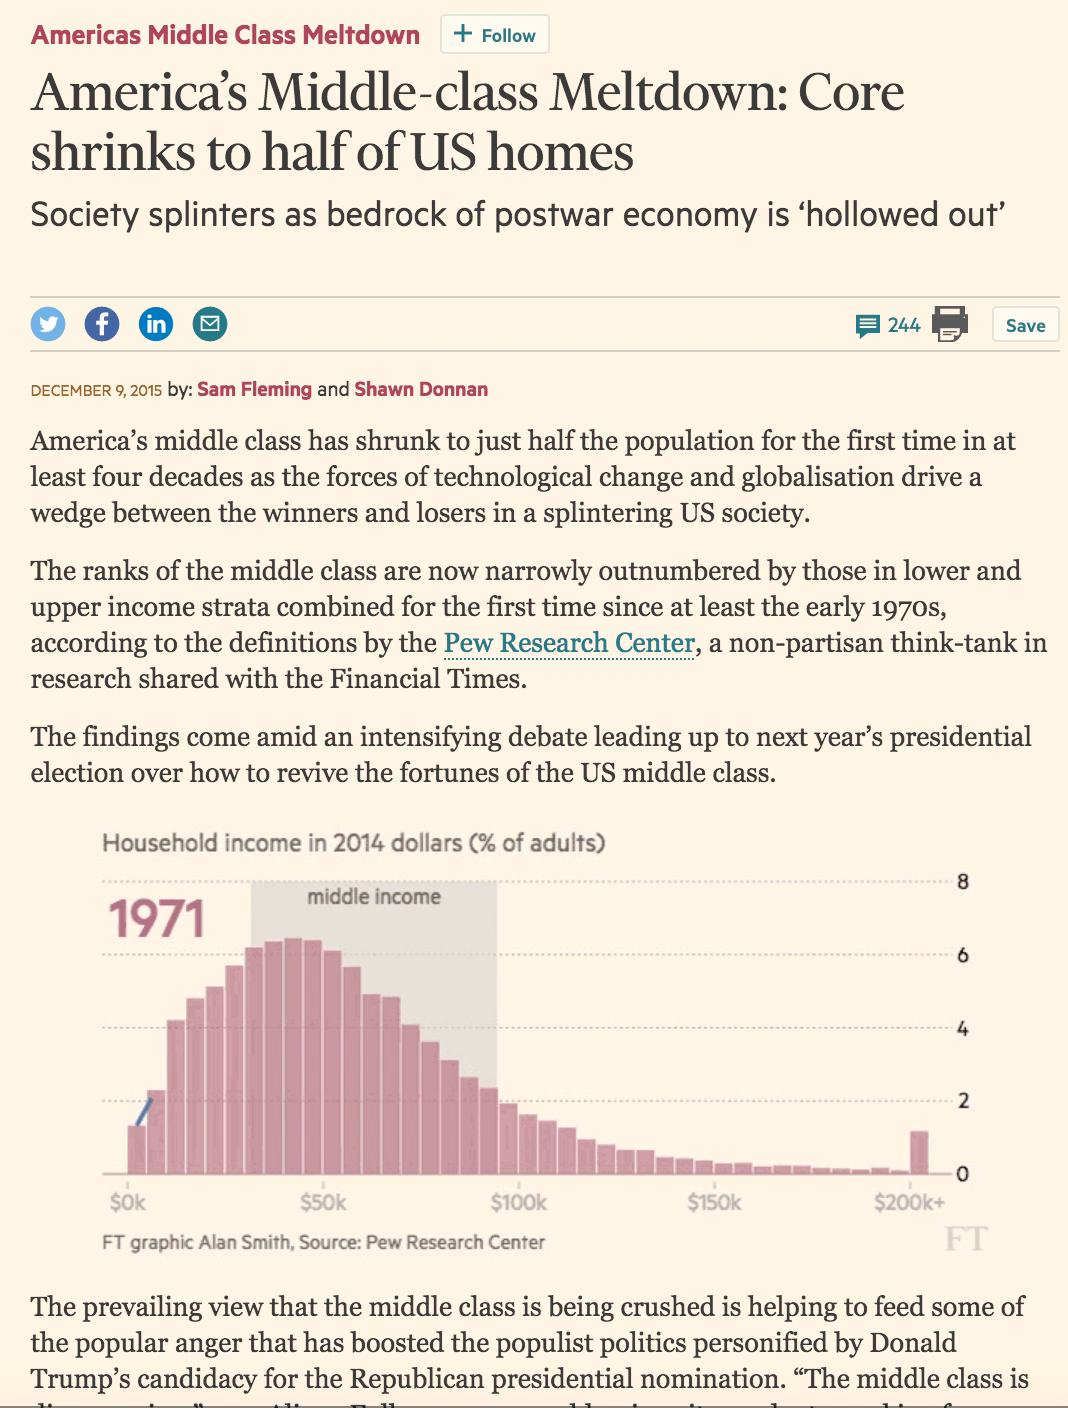 Americas Middle Class Meltdown
+ Follow
America’s Middle-class Meltdown: Core
shrinks to half of US homes
Society splinters as bedrock of postwar economy is ‘hollowed out’
244
Save
DECEMBER 9, 2015 by: Sam Fleming and Shawn Donnan
America’s middle class has shrunk to just half the population for the first time in at
least four decades as the forces of technological change and globalisation drive a
wedge between the winners and losers in a splintering US society.
The ranks of the middle class are now narrowly outnumbered by those in lower and
upper income strata combined for the first time since at least the early 1970s,
according to the definitions by the Pew Research Center, a non-partisan think-tank in
research shared with the Financial Times.
The findings come amid an intensifying debate leading up to next year’s presidential
election over how to revive the fortunes of the US middle class.
Household income in 2014 dollars (% of adults)
8
middle income
1971
6
4
2
0
$0k $50k $100k $150k $200k+
FT graphic Alan Smith, Source: Pew Research Center
FT
The prevailing view that the middle class is being crushed is helping to feed some of
the popular anger that has boosted the populist politics personified by Donald
Trump’s candidacy for the Republican presidential nomination. “The middle class is